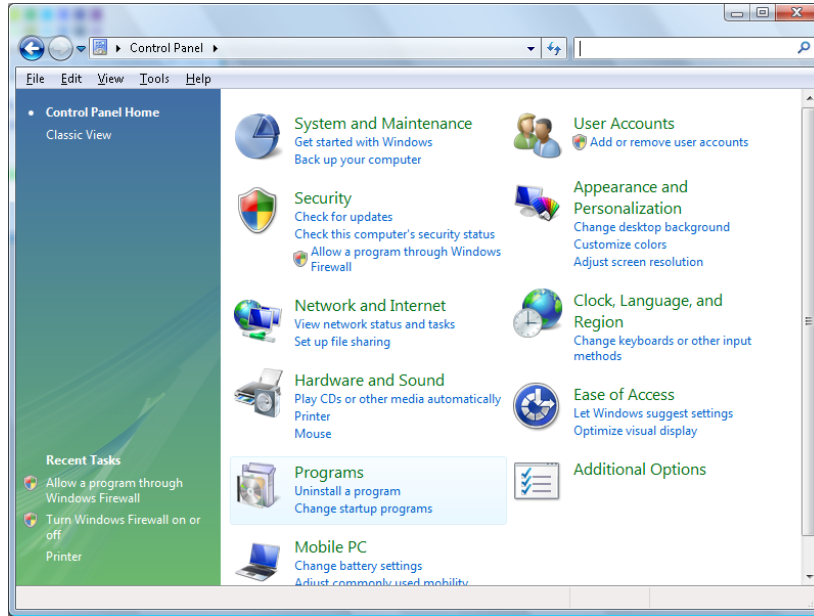 Control Panel
File Edit View Tools Help
Control Panel Home
Classic View
Recent Tasks
Allow a program through
Windows Firewall
Turn Windows Firewall on or
off
Printer
System and Maintenance
Get started with Windows
Back up your computer
Security
Check for updates
Check this computer's security status
Allow a program through Windows
Firewall
Network and Internet
View network status and tasks
Set up file sharing
Hardware and Sound
Play CDs or other media automatically
Printer
Mouse
Programs
Uninstall a program
Change startup programs
Mobile PC
Change battery settings
Adjust commonly used mobility
User Accounts
Add or remove user accounts
Appearance and
Personalization
Change desktop background
Customize colors
Adjust screen resolution
Clock, Language, and
Region
Change keyboards or other input
methods
Ease of Access
Let Windows suggest settings
Optimize visual display
Additional Options